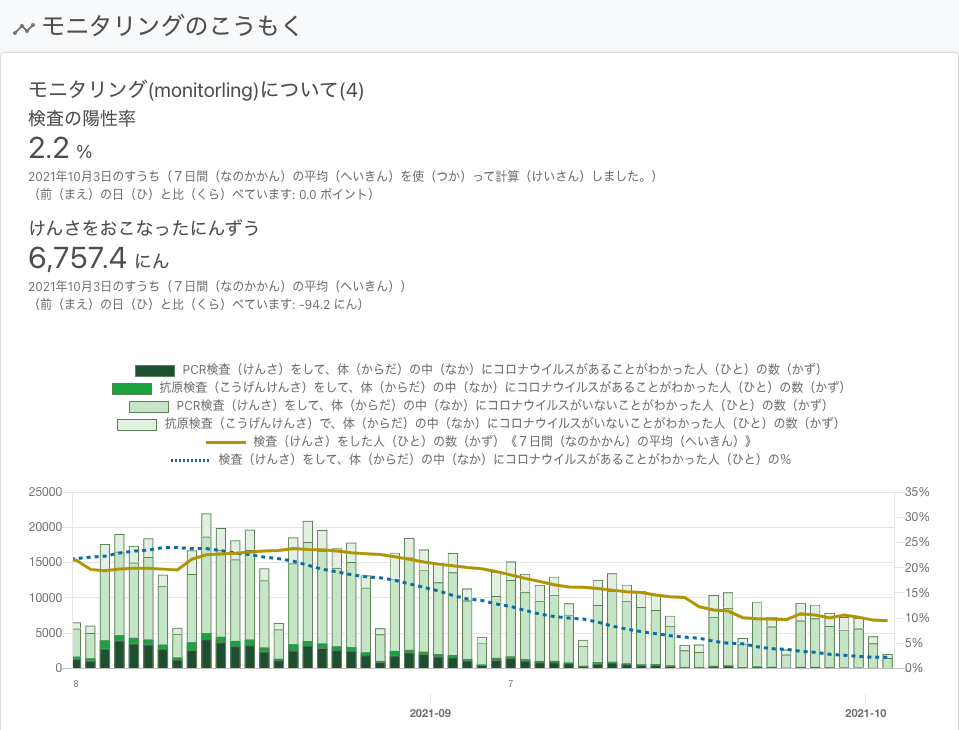 モニタリングのこうもく
モニタリング(monitorling)について(4)
検査の陽性率
2.2 %
2021年10月3日のすうち（７日間（なのかかん）の平均（へいきん）を使（つか）って計算（けいさん）しました。）
（前（まえ）の日（ひ）と比（くら）べています: 0.0 ポイント）
けんさをおこなったにんずう
6,757.4 にん
2021年10月3日のすうち（７日間（なのかかん）の平均（へいきん））
（前（まえ）の日（ひ）と比（くら）べています: -94.2 にん）
PCR検査（けんさ）をして、体（からだ）の中（なか）にコロナウイルスがあることがわかった人（ひと）の数（かず）
抗原検査（こうげんけんさ）をして、体（からだ）の中（なか）にコロナウイルスがあることがわかった人（ひと）の数（かず）
PCR検査（けんさ）をして、体（からだ）の中（なか）にコロナウイルスがいないことがわかった人（ひと）の数（かず）
抗原検査（こうげんけんさ）で、体（からだ）の中（なか）にコロナウイルスがいないことがわかった人（ひと）の数（かず）
検査（けんさ）をした人（ひと）の数（かず）《７日間（なのかかん）の平均（へいきん）》
検査（けんさ）をして、体（からだ）の中（なか）にコロナウイルスがあることがわかった人（ひと）の%
25000 35%
30%
20000
25%
15000 20%
15%
10000
10%
5000
5%
0 0%
8 7
2021-09 2021-10